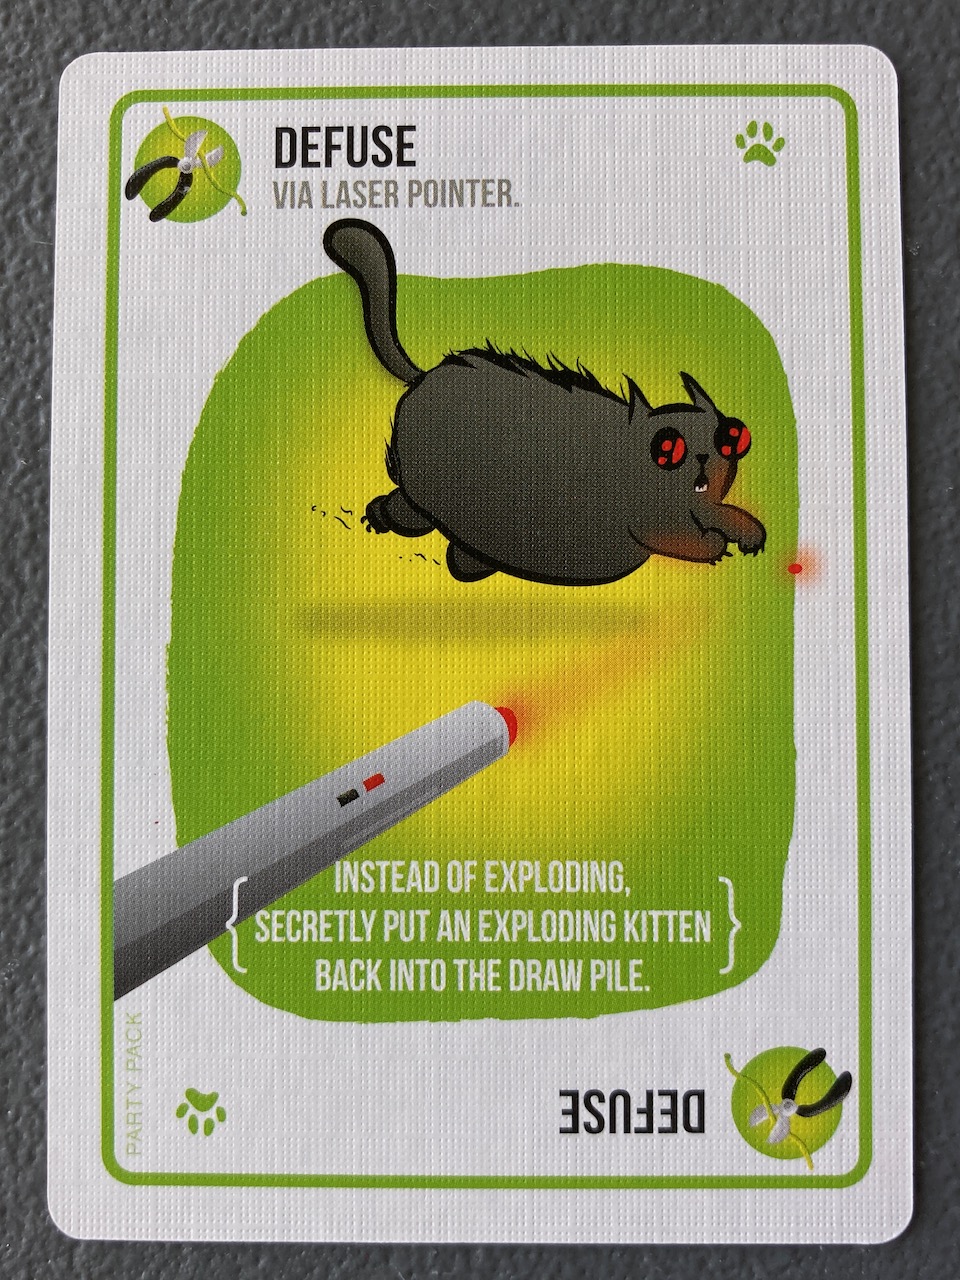 DEFUSE
VIA LASER POINTER.
INSTEAD OF EXPLODING,
SECRETLY PUT AN EXPLODING KITTEN
BACK INTO THE DRAW PILE.
PARTY PACK
DEFUSE